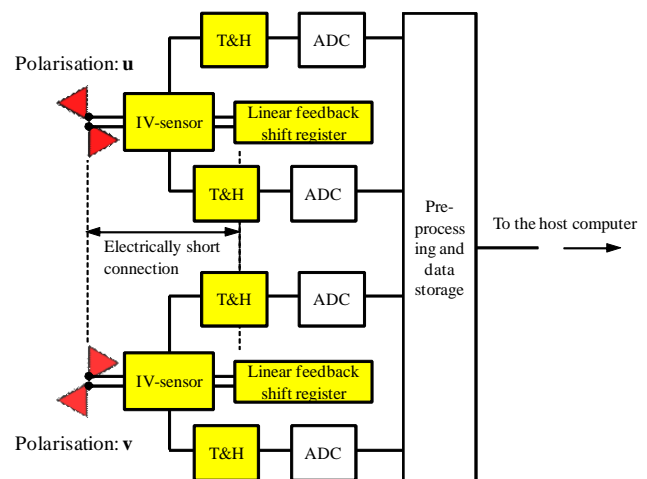 T&H
ADC
Polarisation: u
IV-sensor
Linear feedback
shift register
T&H
ADC
Electrically short
connection
Pre-
process
ing and
data
storage
To the host computer
T&H
ADC
IV-sensor
Linear feedback
shift register
Polarisation: v
T&H
ADC